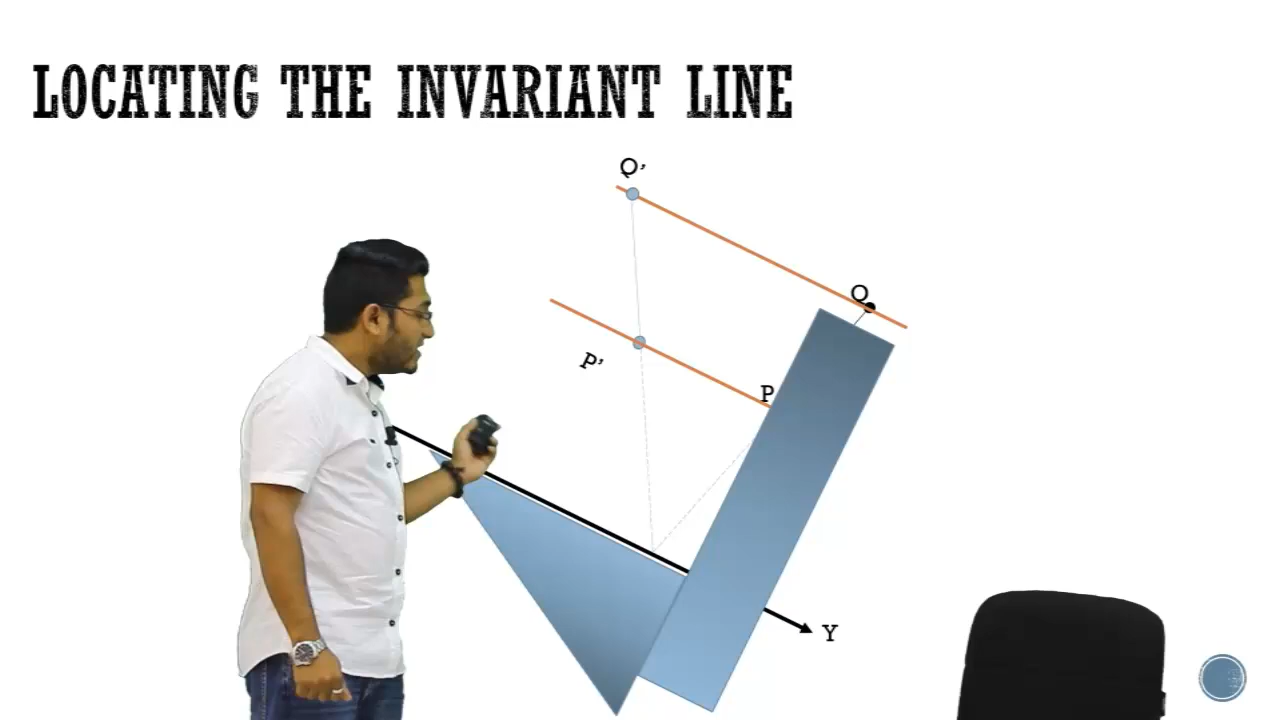 LOCATING THE INVARIANT LINE
Q'
Q
P'
P
Y